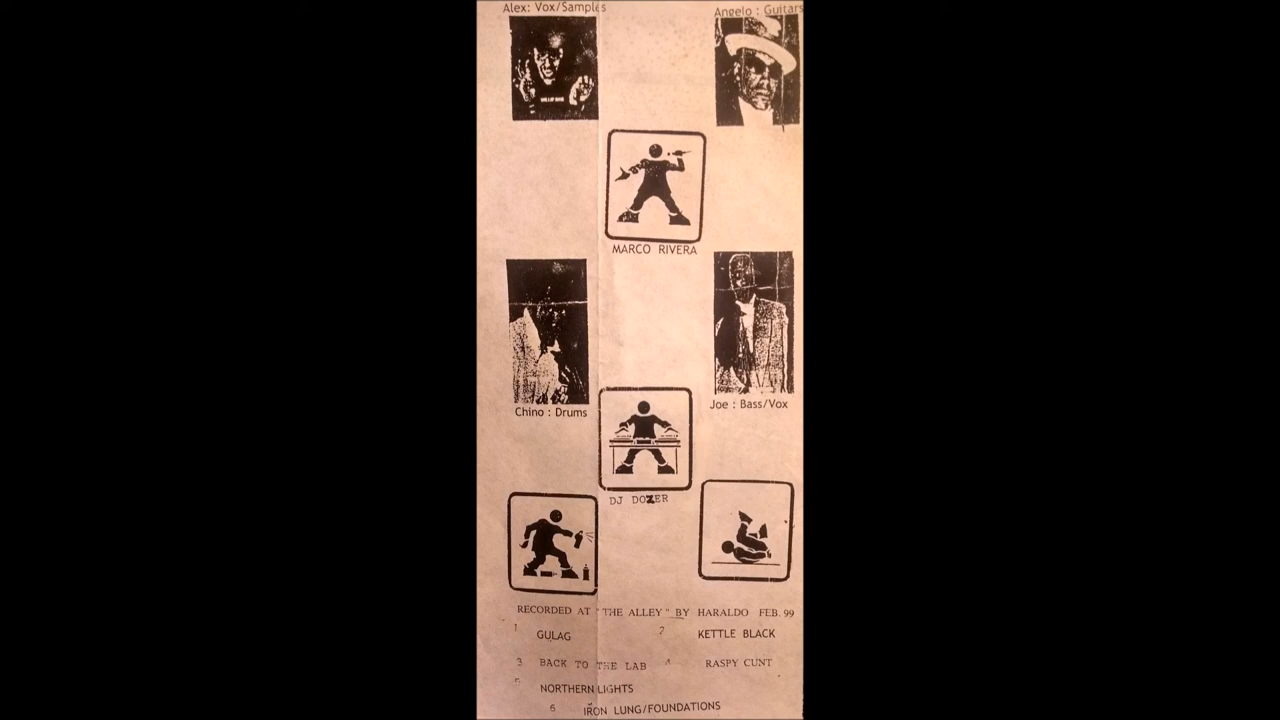 Alex: Vox/Samples
Angelo : Guitars
MARCO RIVERA
Chino : Drums
Joe : Bass/Vox
DJ DOZER
RECORDED AT "THE ALLEY" BY HARALDO FEB. 99
1 GULAG 2 KETTLE BLACK
3 BACK TO THE LAB 4 RASPY CUNT
5 NORTHERN LIGHTS
6 IRON LUNG/FOUNDATIONS